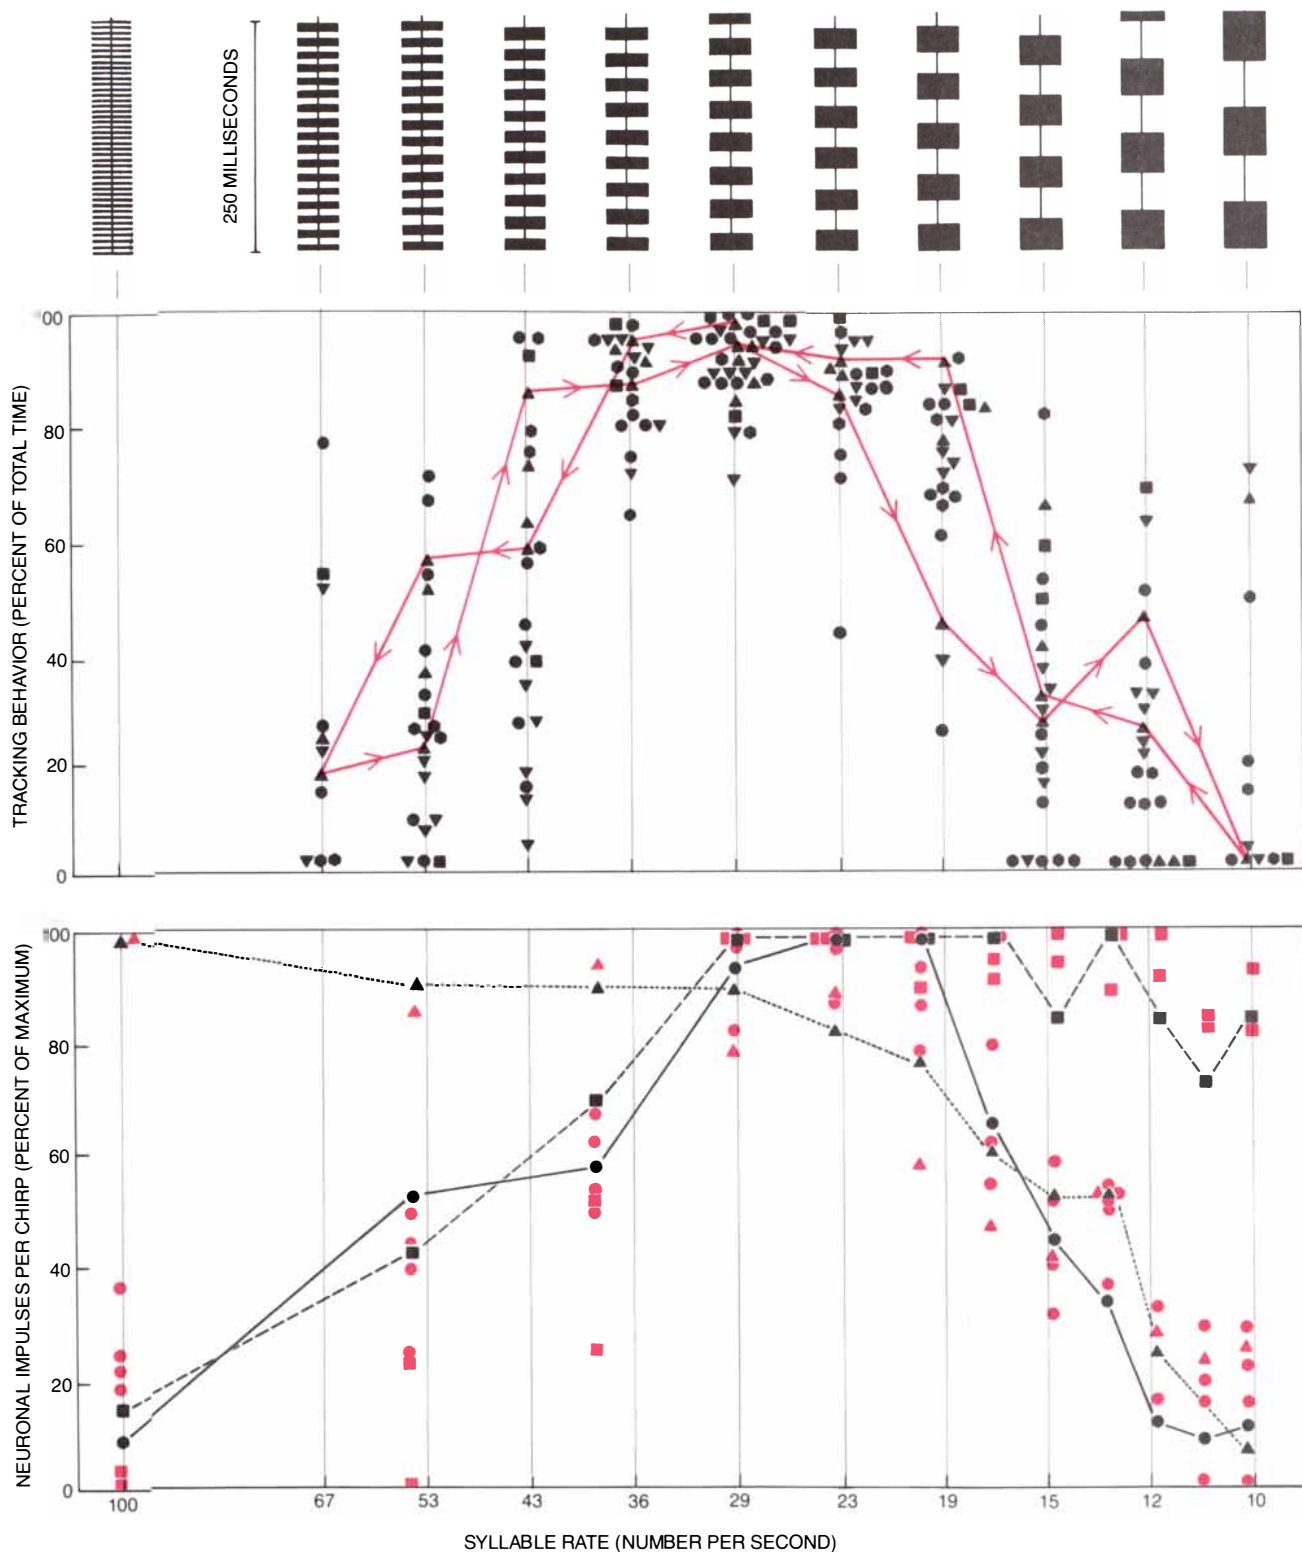 250 MILLISECONDS
TRACKING BEHAVIOR (PERCENT OF TOTAL TIME)
00
80
60
40
20
0
NEURONAL IMPULSES PER CHIRP (PERCENT OF MAXIMUM)
100
80
60
40
20
0
100 67 53 43 36 29 23 19 15 12 10
SYLLABLE RATE (NUMBER PER SECOND)